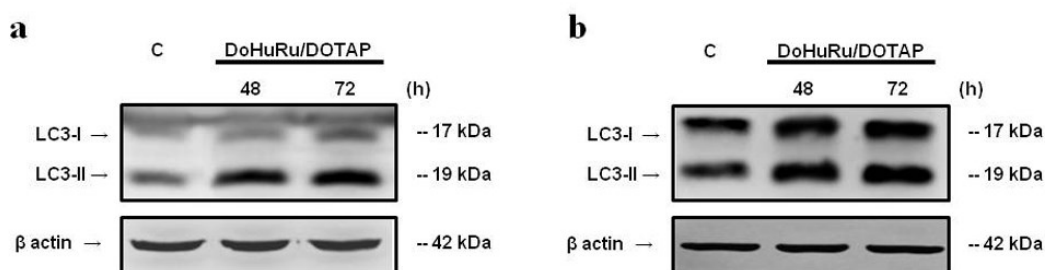 a
C DoHuRu/DOTAP
48 72 (h)
LC3-I → -- 17 kDa
LC3-II → -- 19 kDa
β actin → -- 42 kDa
b
C DoHuRu/DOTAP
48 72 (h)
LC3-I → -- 17 kDa
LC3-II → -- 19 kDa
β actin → -- 42 kDa